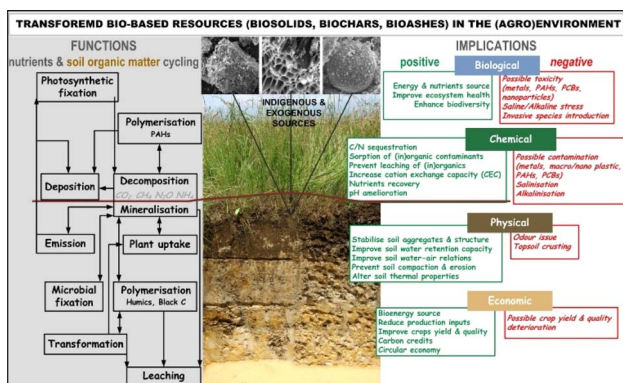 TRANSFOREMD BIO-BASED RESOURCES (BIOSOLIDS, BIOCHARS, BIOASHES) IN THE (AGRO)ENVIRONMENT
FUNCTIONS
nutrients & soil organic matter cycling
Photosynthetic
fixation
Polymerisation
PAHs
Deposition
Decomposition
CO₂ CH₄ N₂O NH₄
Mineralisation
Emission
Plant uptake
Microbial
fixation
Polymerisation
Humics, Black C
Transformation
Leaching
INDIGENOUS &
EXOGENOUS
SOURCES
IMPLICATIONS
positive
negative
Biological
Energy & nutrients source
Improve ecosystem health
Enhance biodiversity
Possible toxicity
(metals, PAHs, PCBs,
nanoparticles)
Saline/Alkaline stress
Invasive species introduction
Chemical
C/N sequestration
Sorption of (in)organic contaminants
Prevent leaching of (in)organics
Increase cation exchange capacity (CEC)
Nutrients recovery
pH amelioration
Possible contamination
(metals, macro/nano plastic,
PAHs, PCBs)
Salinisation
Alkalinisation
Physical
Stabilise soil aggregates & structure
Improve soil water retention capacity
Improve soil water-air relations
Prevent soil compaction & erosion
Alter soil thermal properties
Odour issue
Topsoil crusting
Economic
Bioenergy source
Reduce production inputs
Improve crops yield & quality
Carbon credits
Circular economy
Possible crop yield & quality
deterioration